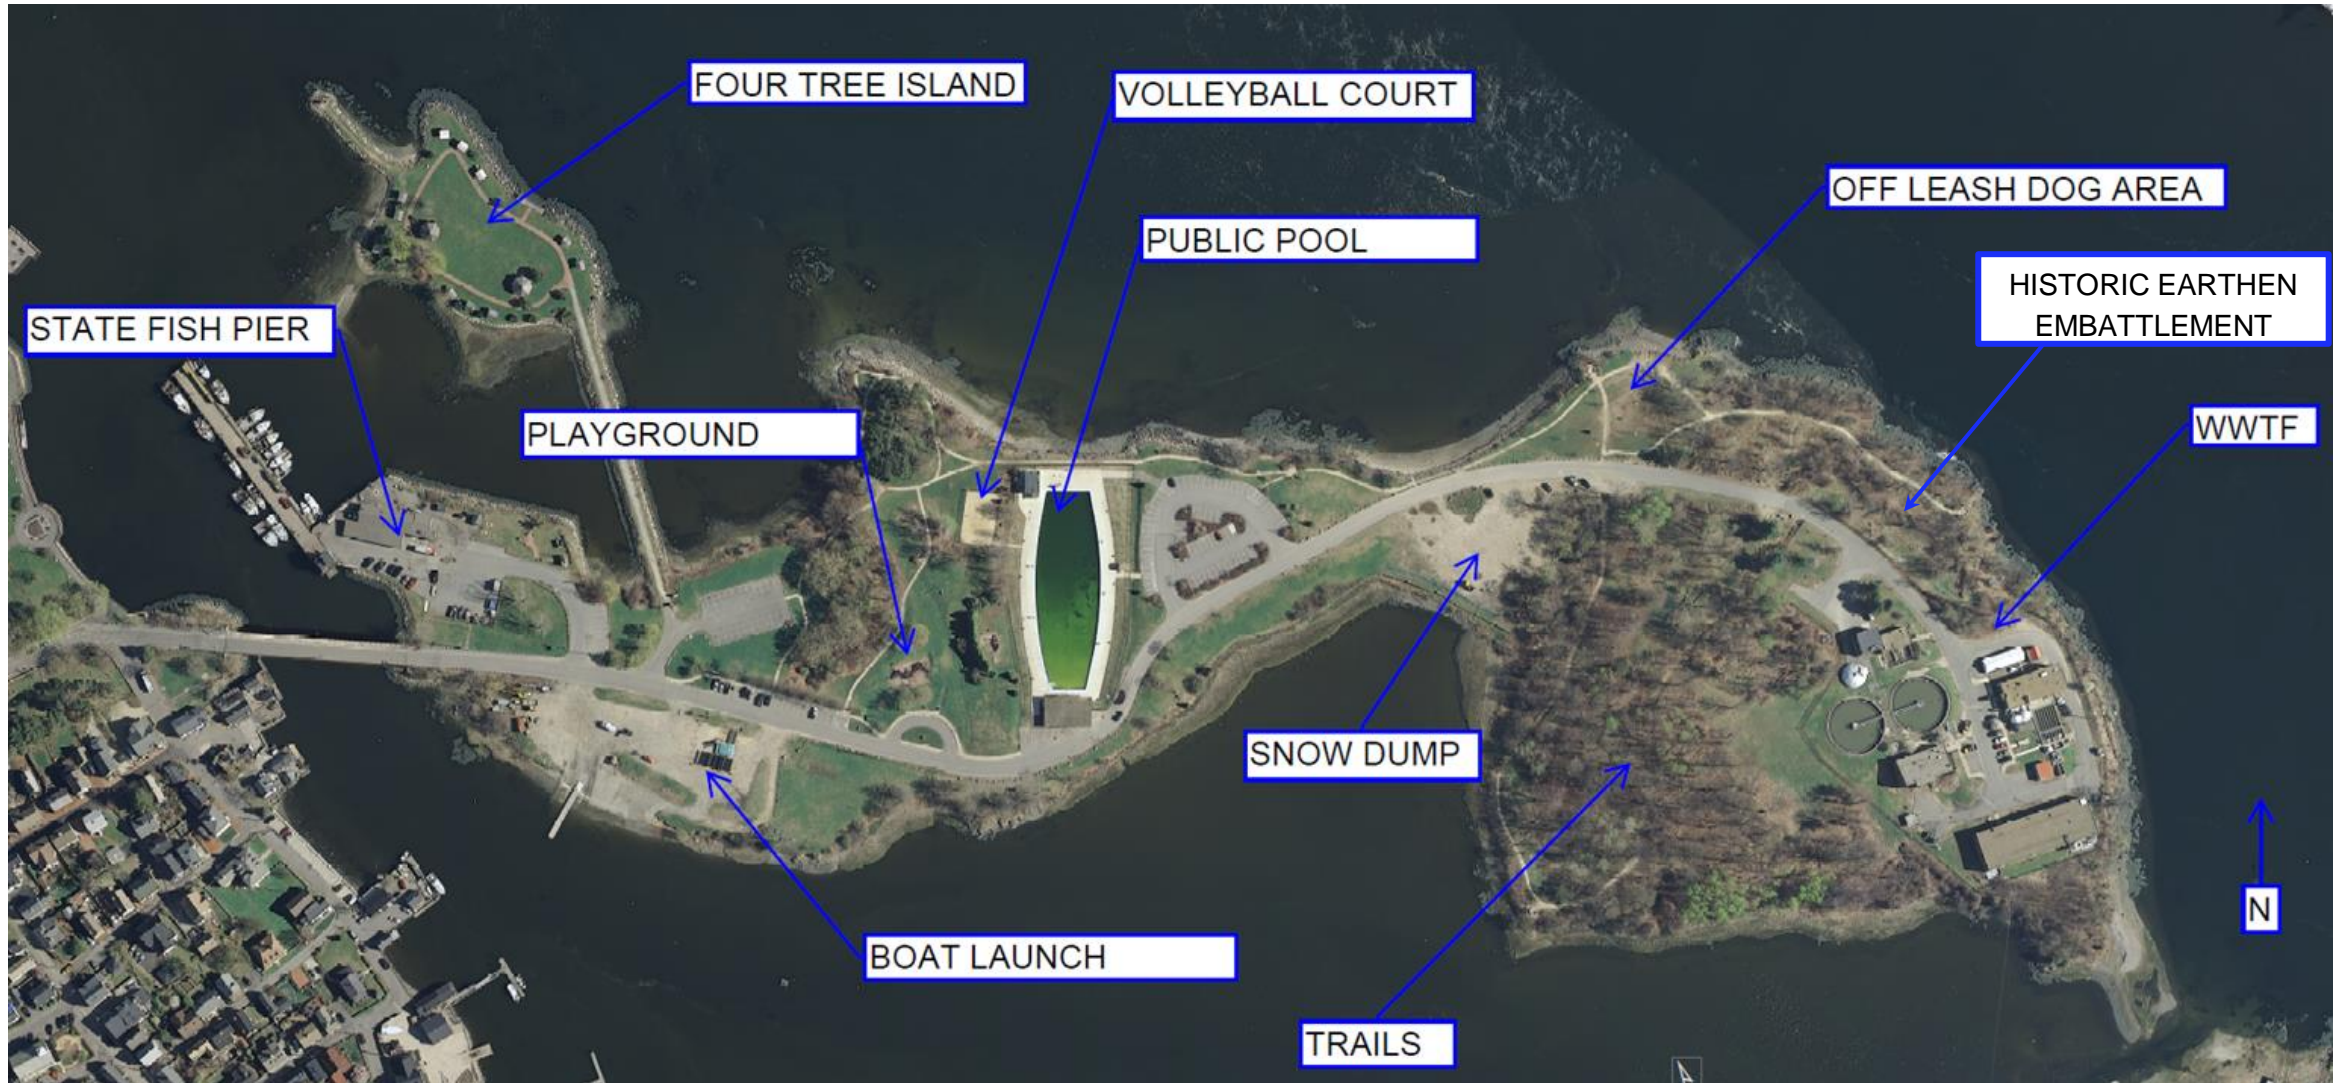 FOUR TREE ISLAND
VOLLEYBALL COURT
OFF LEASH DOG AREA
PUBLIC POOL
HISTORIC EARTHEN
EMBATTLEMENT
STATE FISH PIER
PLAYGROUND
WWTF
SNOW DUMP
N
BOAT LAUNCH
TRAILS